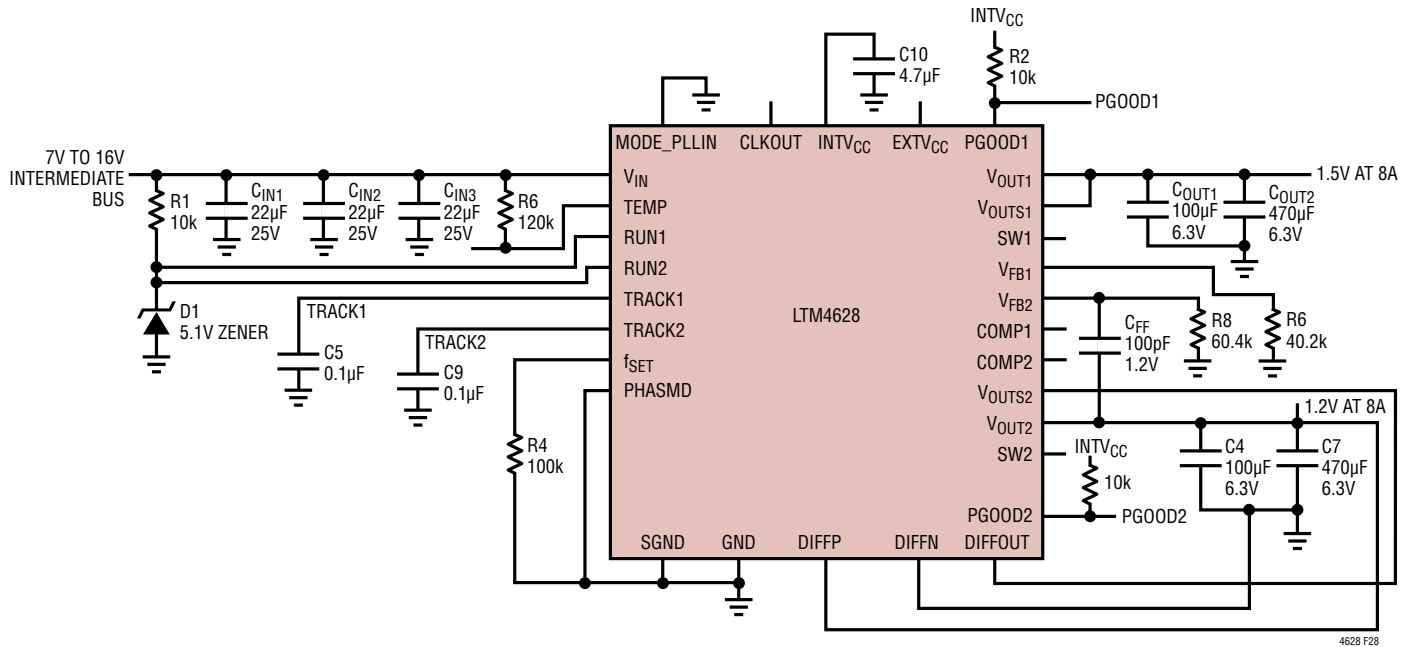 INTVCC
C10
4.7µF
R2
10k
PGOOD1
MODE_PLLIN
CLKOUT
INTVCC
EXTVCC
PGOOD1
7V TO 16V
INTERMEDIATE
BUS
R1
10k
CIN1
22µF
25V
CIN2
22µF
25V
CIN3
22µF
25V
R6
120k
VIN
TEMP
RUN1
RUN2
TRACK1
TRACK2
fSET
PHASMD
D1
5.1V ZENER
TRACK1
C5
0.1µF
TRACK2
C9
0.1µF
R4
100k
LTM4628
VOUT1
VOUTS1
SW1
VFB1
VFB2
COMP1
COMP2
VOUTS2
VOUT2
SW2
PGOOD2
1.5V AT 8A
COUT1
100µF
6.3V
COUT2
470µF
6.3V
CFF
100pF
1.2V
R8
60.4k
R6
40.2k
1.2V AT 8A
INTVCC
10k
PGOOD2
C4
100µF
6.3V
C7
470µF
6.3V
SGND
GND
DIFFP
DIFFN
DIFFOUT
4628 F28